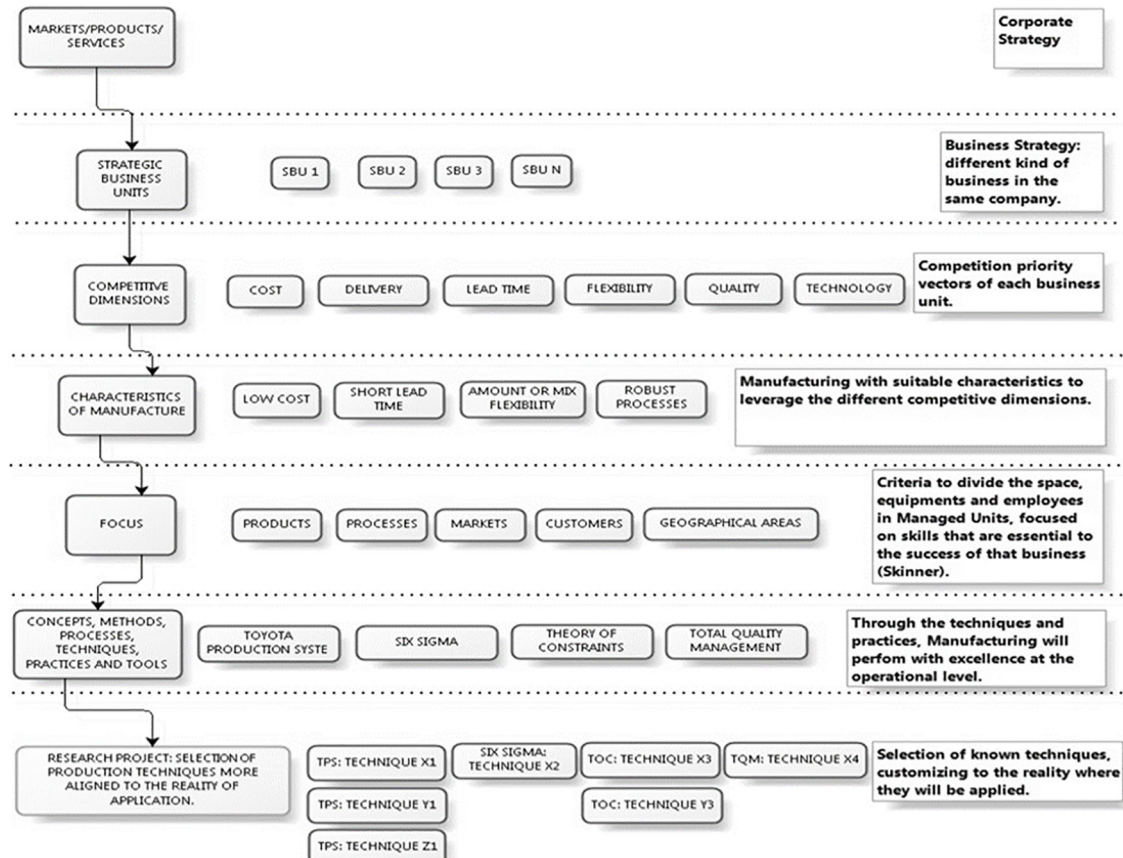 MARKETS/PRODUCTS/
SERVICES
Corporate
Strategy
STRATEGIC
BUSINESS
UNITS
SBU 1
SBU 2
SBU 3
SBU N
Business Strategy:
different kind of
business in the
same company.
COMPETITIVE
DIMENSIONS
COST
DELIVERY
LEAD TIME
FLEXIBILITY
QUALITY
TECHNOLOGY
Competition priority
vectors of each business
unit.
CHARACTERISTICS
OF MANUFACTURE
LOW COST
SHORT LEAD
TIME
AMOUNT OR MIX
FLEXIBILITY
ROBUST
PROCESSES
Manufacturing with suitable characteristics to
leverage the different competitive dimensions.
FOCUS
PRODUCTS
PROCESSES
MARKETS
CUSTOMERS
GEOGRAPHICAL AREAS
Criteria to divide the space,
equipments and employees
in Managed Units, focused
on skills that are essential to
the success of that business
(Skinner).
CONCEPTS, METHODS,
PROCESSES,
TECHNIQUES,
PRACTICES AND TOOLS
TOYOTA
PRODUCTION SYSTE
SIX SIGMA
THEORY OF
CONSTRAINTS
TOTAL QUALITY
MANAGEMENT
Through the techniques and
practices, Manufacturing will
perfom with excellence at the
operational level.
RESEARCH PROJECT: SELECTION OF
PRODUCTION TECHNIQUES MORE
ALIGNED TO THE REALITY OF
APPLICATION.
TPS: TECHNIQUE X1
SIX SIGMA:
TECHNIQUE X2
TOC: TECHNIQUE X3
TQM: TECHNIQUE X4
TPS: TECHNIQUE Y1
TOC: TECHNIQUE Y3
TPS: TECHNIQUE Z1
Selection of known techniques,
customizing to the reality where
they will be applied.